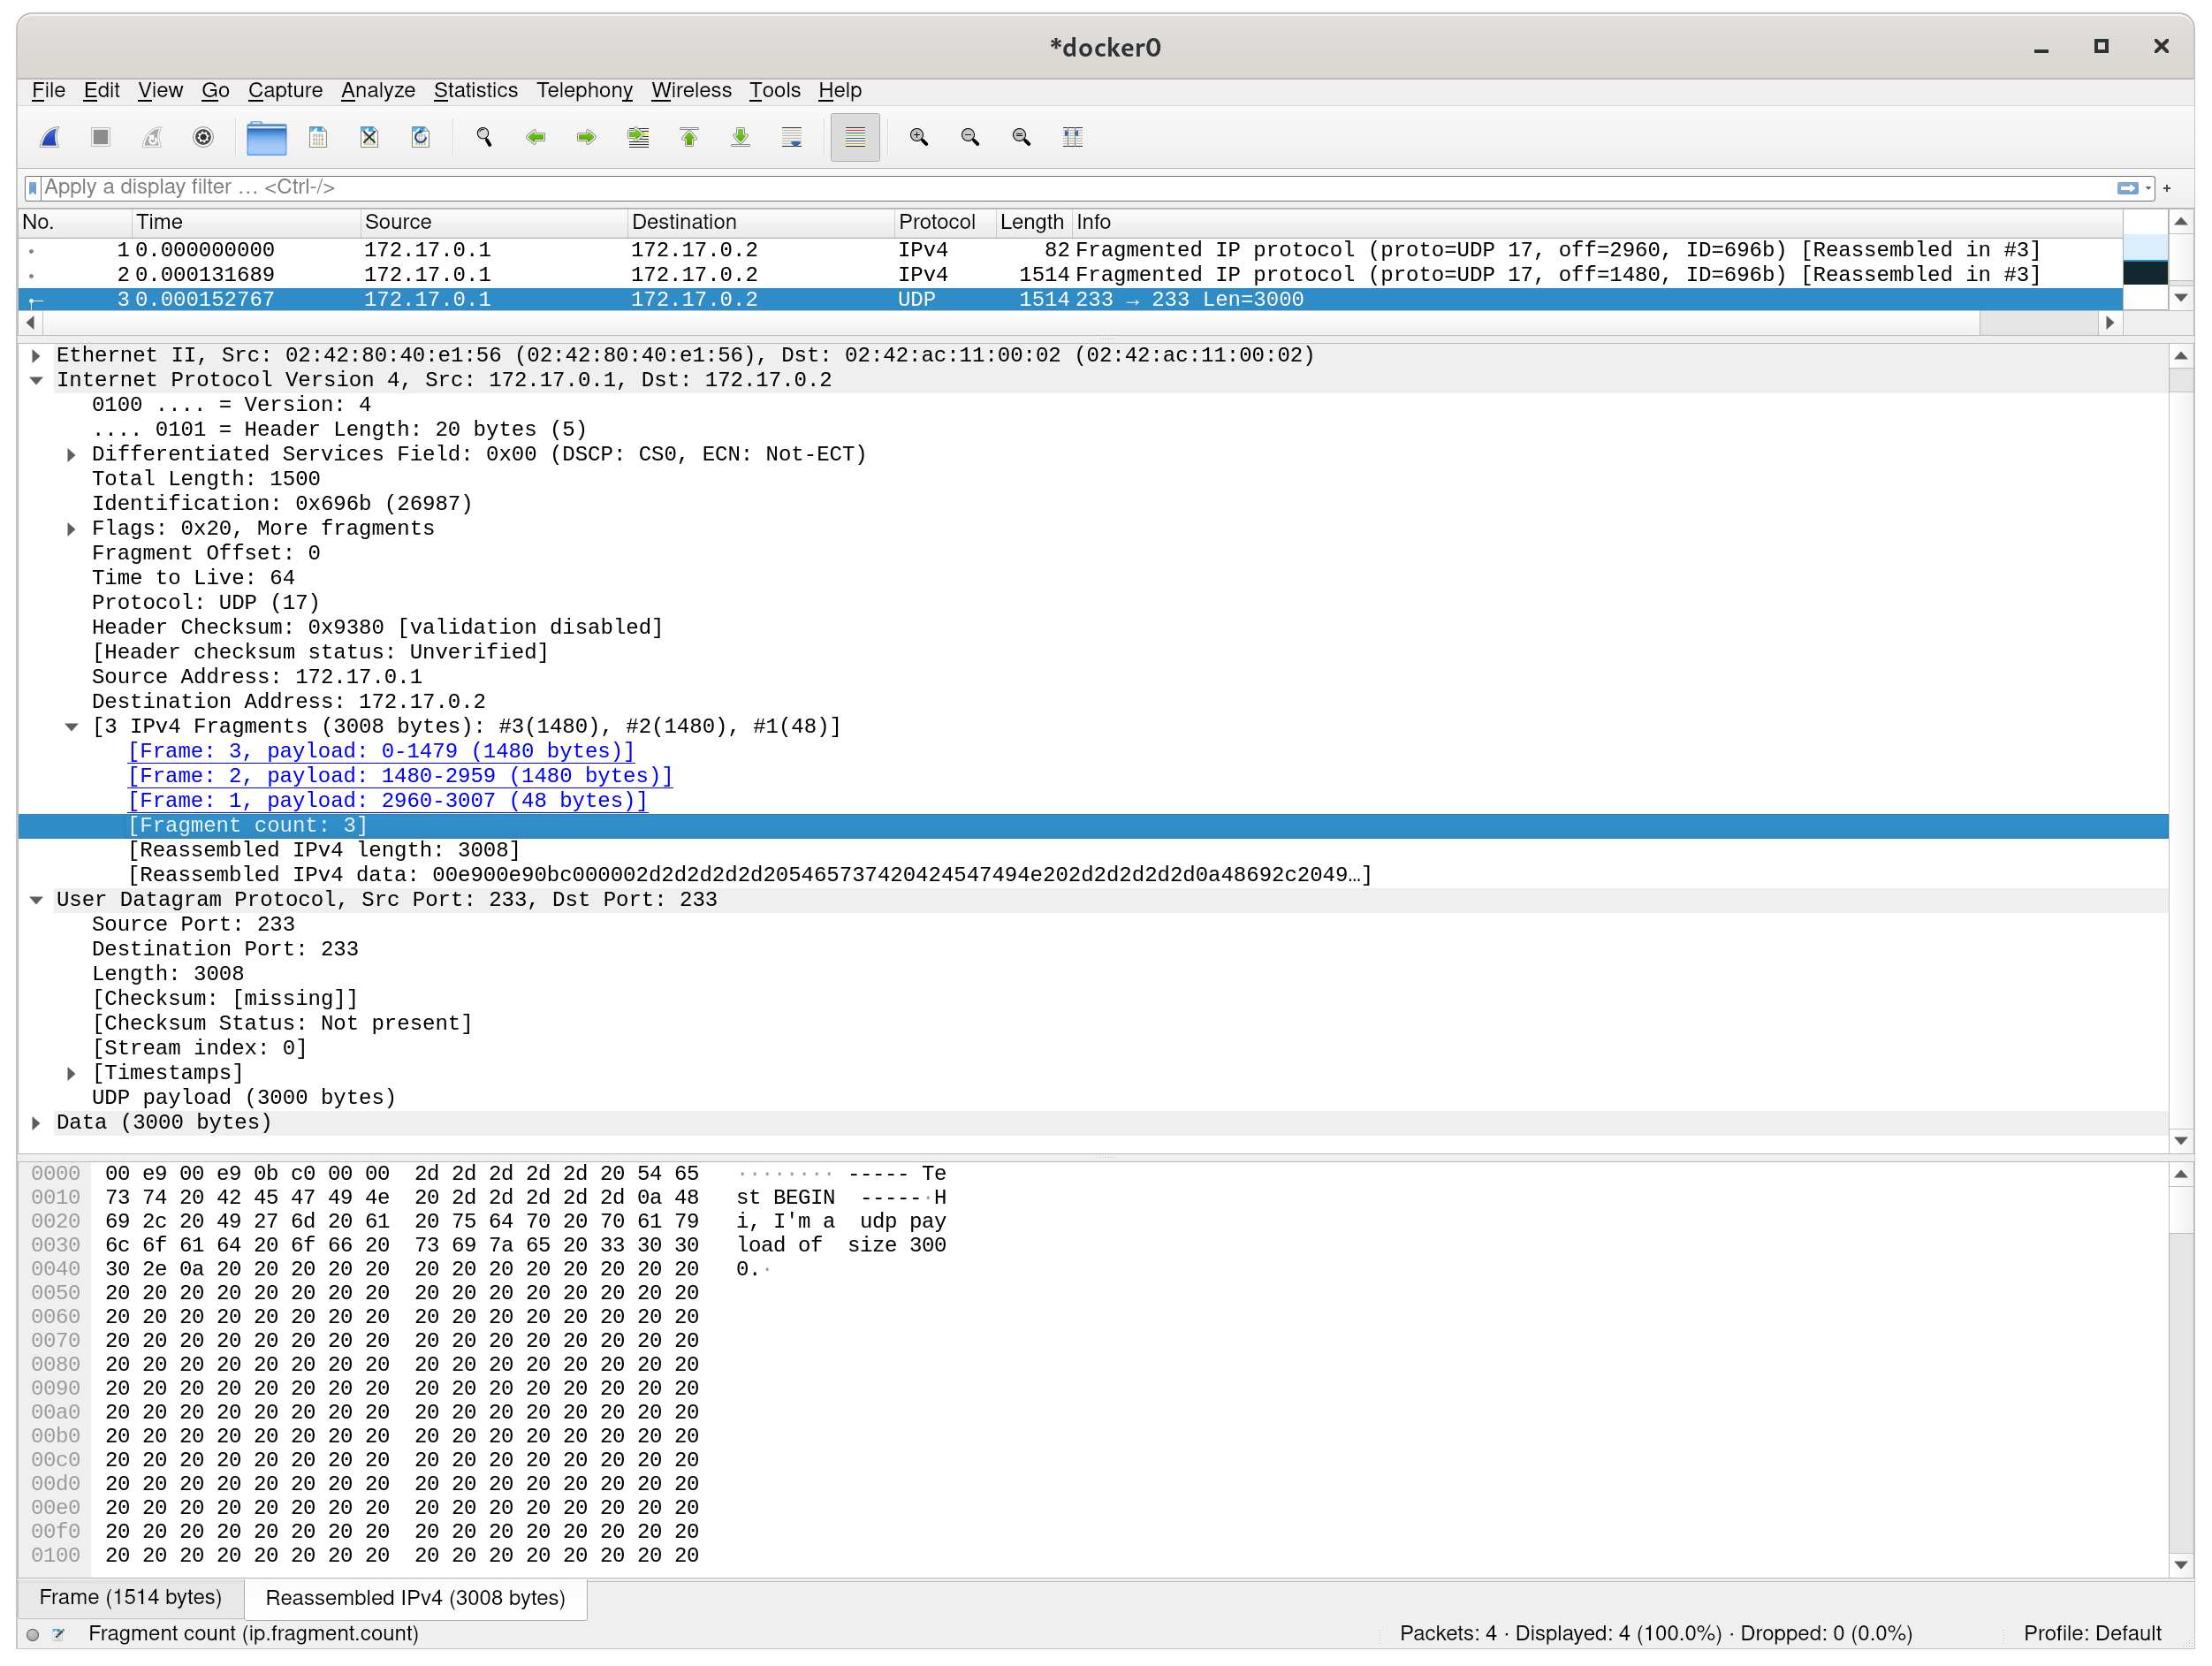 *docker0
File Edit View Go Capture Analyze Statistics Telephony Wireless Tools Help
Apply a display filter … <Ctrl-/>
No. Time Source Destination Protocol Length Info
1 0.000000000 172.17.0.1 172.17.0.2 IPv4 82 Fragmented IP protocol (proto=UDP 17, off=2960, ID=696b) [Reassembled in #3]
2 0.000131689 172.17.0.1 172.17.0.2 IPv4 1514 Fragmented IP protocol (proto=UDP 17, off=1480, ID=696b) [Reassembled in #3]
3 0.000152767 172.17.0.1 172.17.0.2 UDP 1514 233 → 233 Len=3000
Ethernet II, Src: 02:42:80:40:e1:56 (02:42:80:40:e1:56), Dst: 02:42:ac:11:00:02 (02:42:ac:11:00:02)
Internet Protocol Version 4, Src: 172.17.0.1, Dst: 172.17.0.2
0100 .... = Version: 4
.... 0101 = Header Length: 20 bytes (5)
Differentiated Services Field: 0x00 (DSCP: CS0, ECN: Not-ECT)
Total Length: 1500
Identification: 0x696b (26987)
Flags: 0x20, More fragments
Fragment Offset: 0
Time to Live: 64
Protocol: UDP (17)
Header Checksum: 0x9380 [validation disabled]
[Header checksum status: Unverified]
Source Address: 172.17.0.1
Destination Address: 172.17.0.2
[3 IPv4 Fragments (3008 bytes): #3(1480), #2(1480), #1(48)]
[Frame: 3, payload: 0-1479 (1480 bytes)]
[Frame: 2, payload: 1480-2959 (1480 bytes)]
[Frame: 1, payload: 2960-3007 (48 bytes)]
[Fragment count: 3]
[Reassembled IPv4 length: 3008]
[Reassembled IPv4 data: 00e900e90bc000002d2d2d2d2d205465737420424547494e202d2d2d2d2d0a48692c2049…]
User Datagram Protocol, Src Port: 233, Dst Port: 233
Source Port: 233
Destination Port: 233
Length: 3008
[Checksum: [missing]]
[Checksum Status: Not present]
[Stream index: 0]
[Timestamps]
UDP payload (3000 bytes)
Data (3000 bytes)
0000 00 e9 00 e9 0b c0 00 00 2d 2d 2d 2d 2d 20 54 65 ········ ----- Te
0010 73 74 20 42 45 47 49 4e 20 2d 2d 2d 2d 2d 0a 48 st BEGIN -----·H
0020 69 2c 20 49 27 6d 20 61 20 75 64 70 20 70 61 79 i, I'm a udp pay
0030 6c 6f 61 64 20 6f 66 20 73 69 7a 65 20 33 30 30 load of size 300
0040 30 2e 0a 20 20 20 20 20 20 20 20 20 20 20 20 20 0.·
0050 20 20 20 20 20 20 20 20 20 20 20 20 20 20 20 20
0060 20 20 20 20 20 20 20 20 20 20 20 20 20 20 20 20
0070 20 20 20 20 20 20 20 20 20 20 20 20 20 20 20 20
0080 20 20 20 20 20 20 20 20 20 20 20 20 20 20 20 20
0090 20 20 20 20 20 20 20 20 20 20 20 20 20 20 20 20
00a0 20 20 20 20 20 20 20 20 20 20 20 20 20 20 20 20
00b0 20 20 20 20 20 20 20 20 20 20 20 20 20 20 20 20
00c0 20 20 20 20 20 20 20 20 20 20 20 20 20 20 20 20
00d0 20 20 20 20 20 20 20 20 20 20 20 20 20 20 20 20
00e0 20 20 20 20 20 20 20 20 20 20 20 20 20 20 20 20
00f0 20 20 20 20 20 20 20 20 20 20 20 20 20 20 20 20
0100 20 20 20 20 20 20 20 20 20 20 20 20 20 20 20 20
Frame (1514 bytes) Reassembled IPv4 (3008 bytes)
Fragment count (ip.fragment.count) Packets: 4 · Displayed: 4 (100.0%) · Dropped: 0 (0.0%) Profile: Default